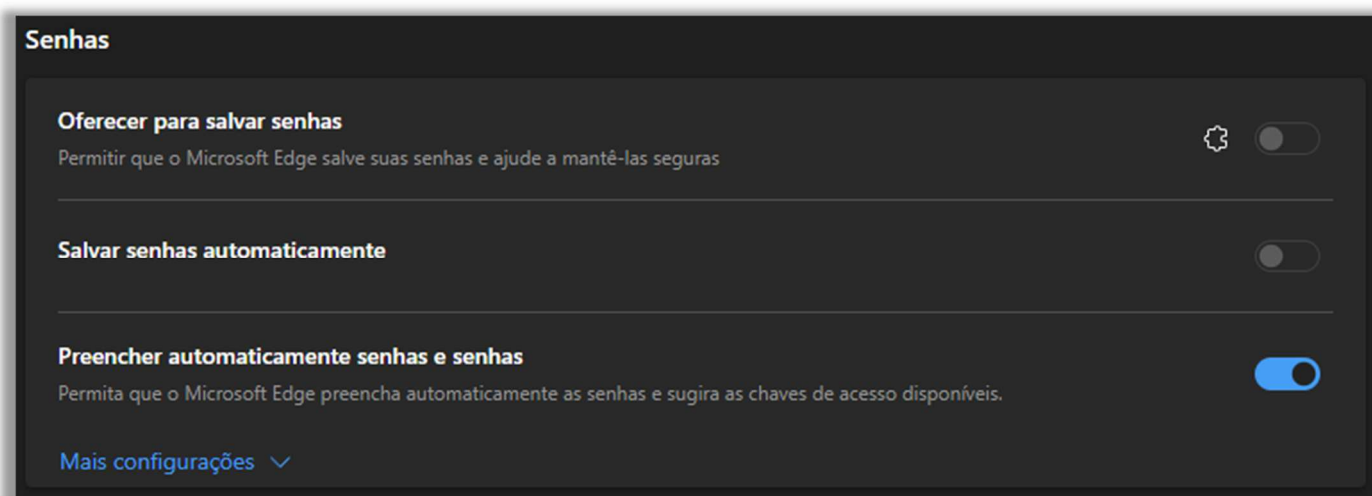 Senhas
Oferecer para salvar senhas
Permitir que o Microsoft Edge salve suas senhas e ajude a mantê-las seguras
Salvar senhas automaticamente
Preencher automaticamente senhas e senhas
Permita que o Microsoft Edge preencha automaticamente as senhas e sugira as chaves de acesso disponíveis.
Mais configurações